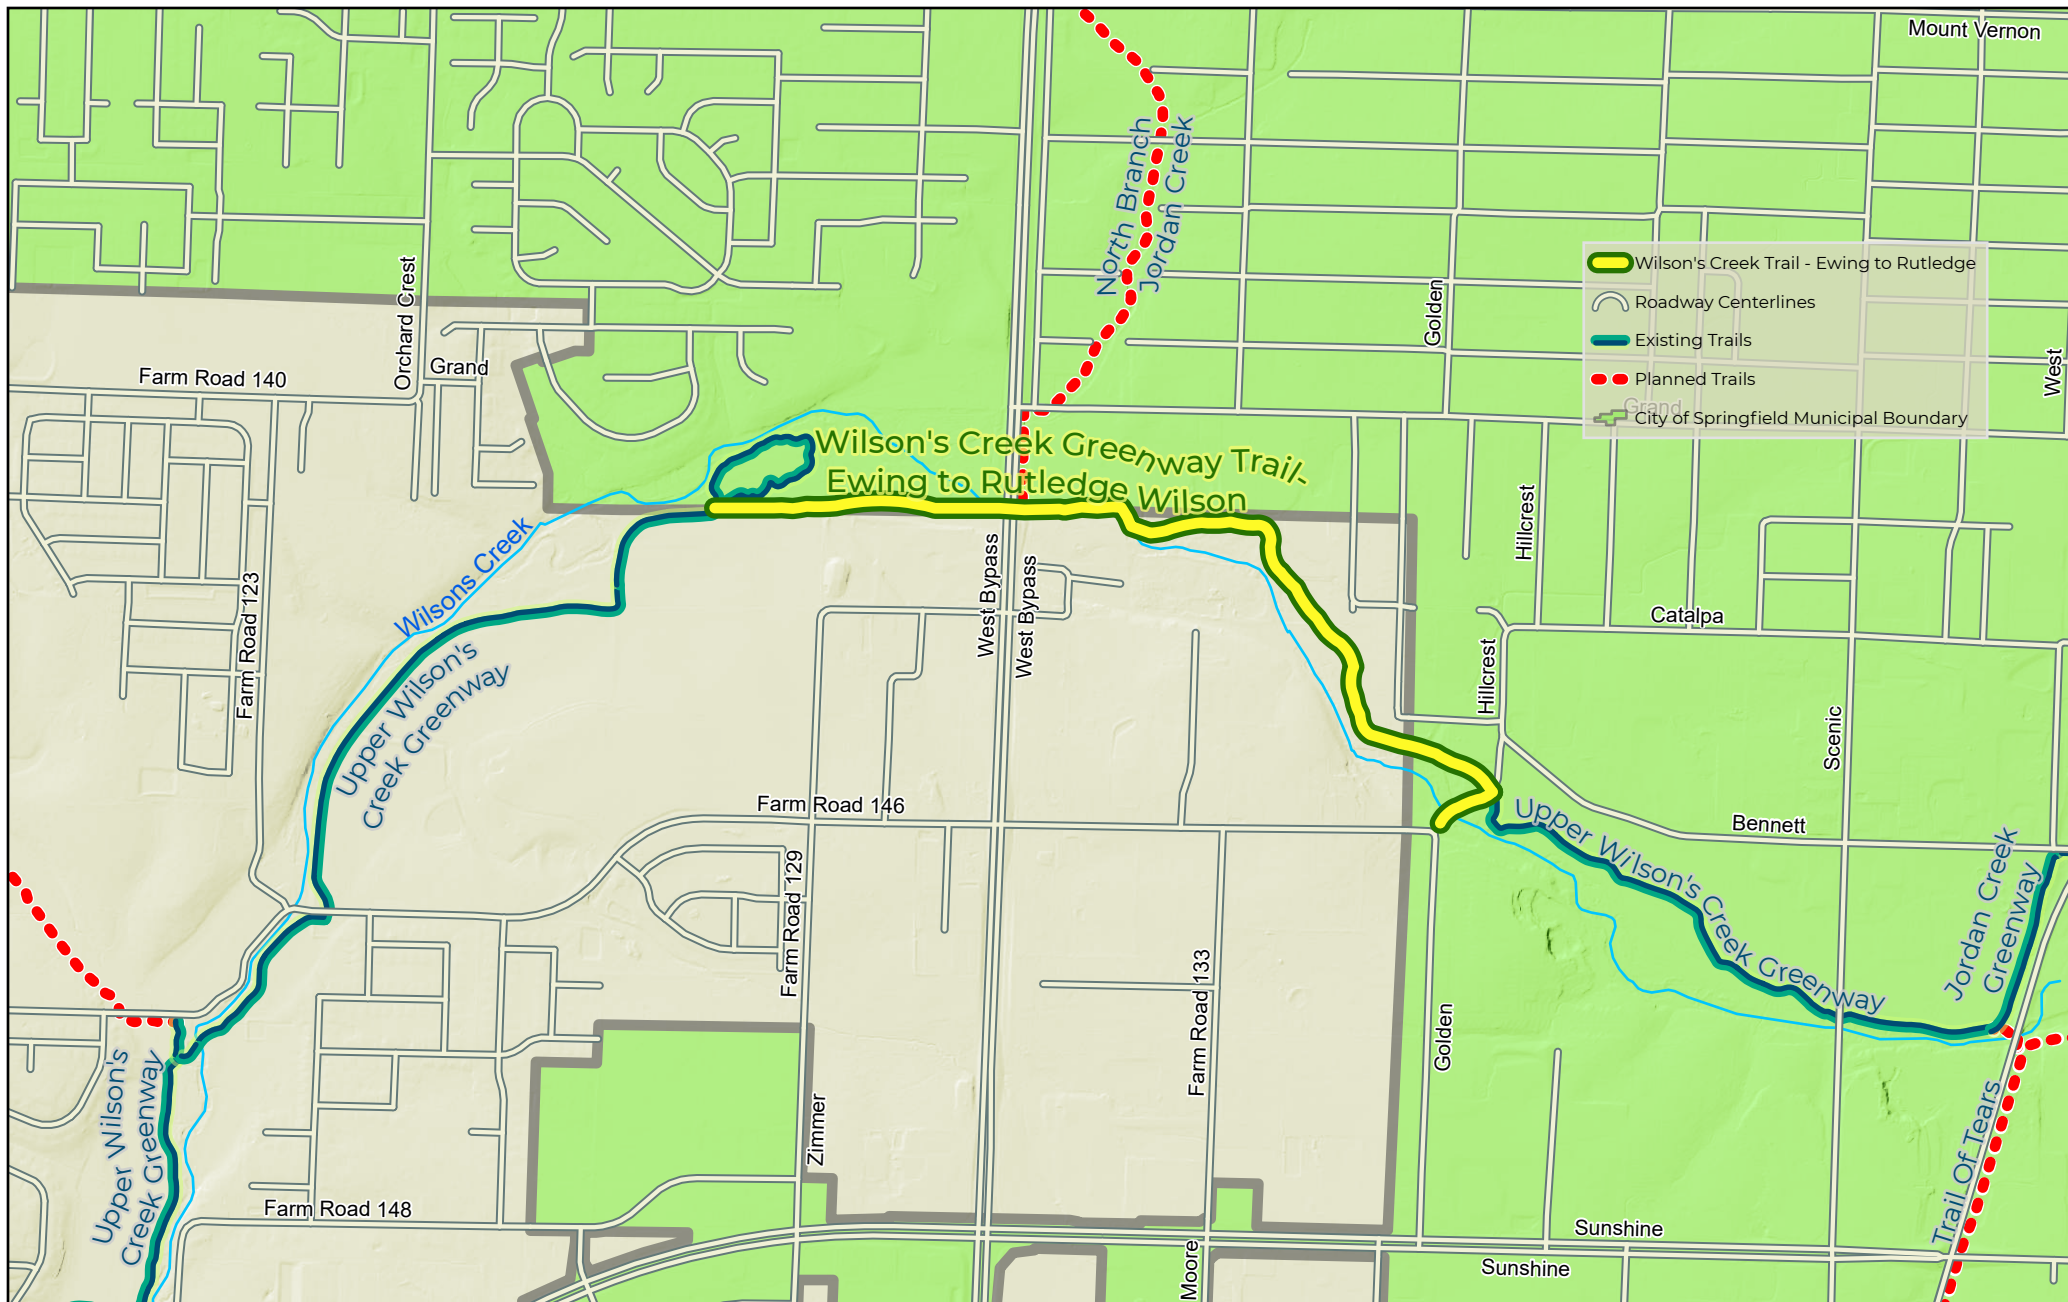 Mount Vernon
North Branch
Jordan Creek
Wilson's Creek Trail - Ewing to Rutledge
Roadway Centerlines
Existing Trails
Planned Trails
Grand
City of Springfield Municipal Boundary
Orchard Crest
Golden
West
Farm Road 140
Grand
Wilson's Creek Greenway Trail-
Ewing to Rutledge Wilson
Wilsons Creek
Hillcrest
West Bypass
West Bypass
Farm Road 123
Catalpa
Hillcrest
Upper Wilson's
Creek Greenway
Scenic
Farm Road 146
Bennett
Upper Wilson's Creek Greenway
Farm Road 129
Jordan Creek
Greenway
Farm Road 133
Golden
Upper Wilson's
Creek Greenway
Zimmer
Trail Of Tears
Farm Road 148
Sunshine
Sunshine
Moore